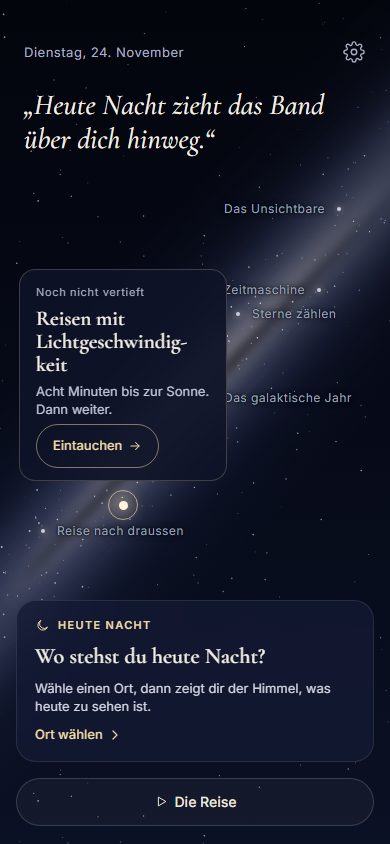 Dienstag, 24. November
„Heute Nacht zieht das Band
über dich hinweg.“
Das Unsichtbare
Noch nicht vertieft
Reisen mit
Lichtgeschwindig-
keit
Acht Minuten bis zur Sonne.
Dann weiter.
Eintauchen →
Zeitmaschine
Sterne zählen
Das galaktische Jahr
Reise nach draussen
HEUTE NACHT
Wo stehst du heute Nacht?
Wähle einen Ort, dann zeigt dir der Himmel, was
heute zu sehen ist.
Ort wählen
Die Reise